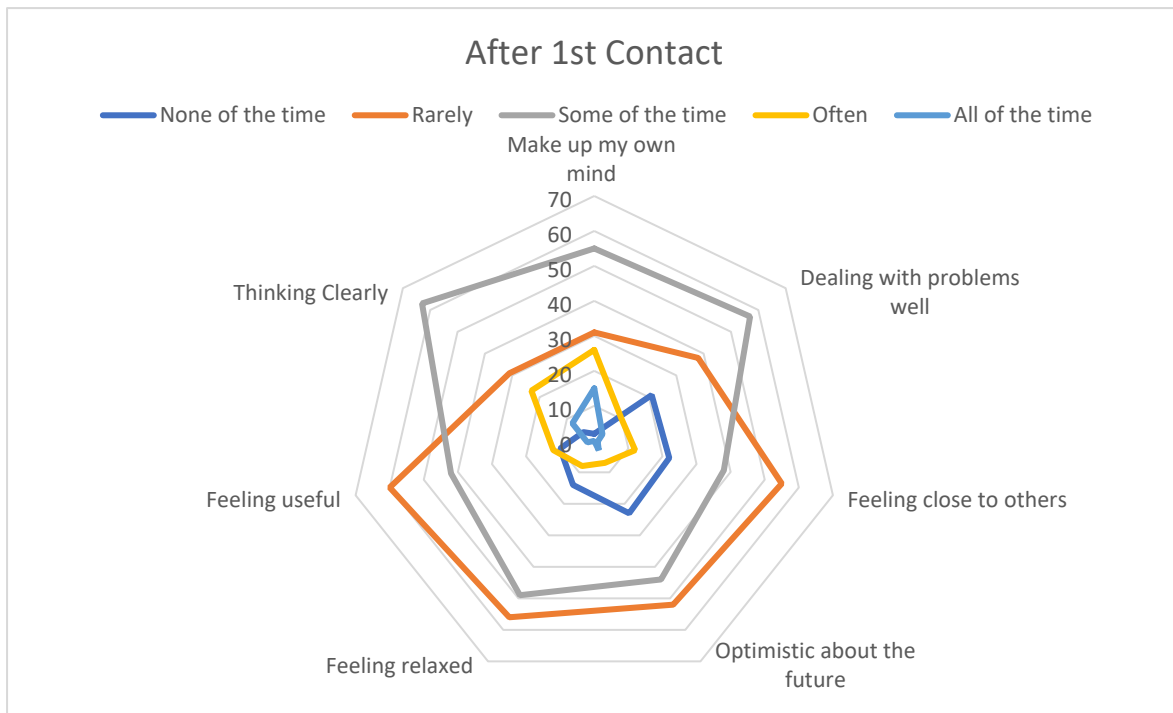 After 1st Contact
None of the time
Rarely
Some of the time
Often
All of the time
Make up my own
mind
70
60
50
40
30
20
10
0
Dealing with problems
well
Feeling close to others
Optimistic about the
future
Feeling relaxed
Feeling useful
Thinking Clearly